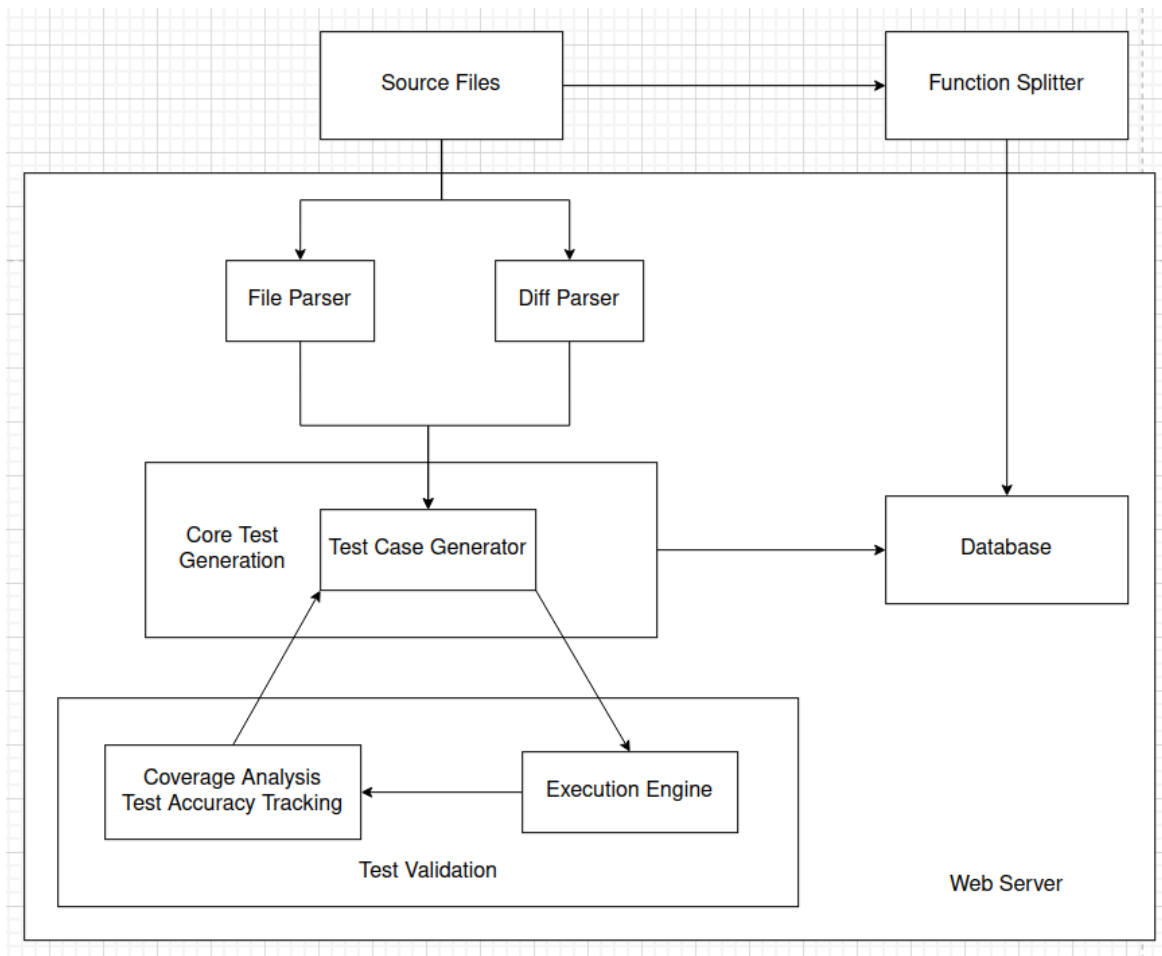 Source Files
Function Splitter
File Parser
Diff Parser
Core Test
Generation
Test Case Generator
Database
Coverage Analysis
Test Accuracy Tracking
Execution Engine
Test Validation
Web Server